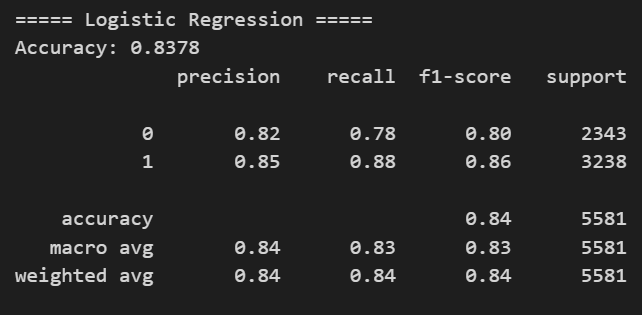 ===== Logistic Regression =====
Accuracy: 0.8378
precision recall f1-score support
0 0.82 0.78 0.80 2343
1 0.85 0.88 0.86 3238
accuracy 0.84 5581
macro avg 0.84 0.83 0.83 5581
weighted avg 0.84 0.84 0.84 5581